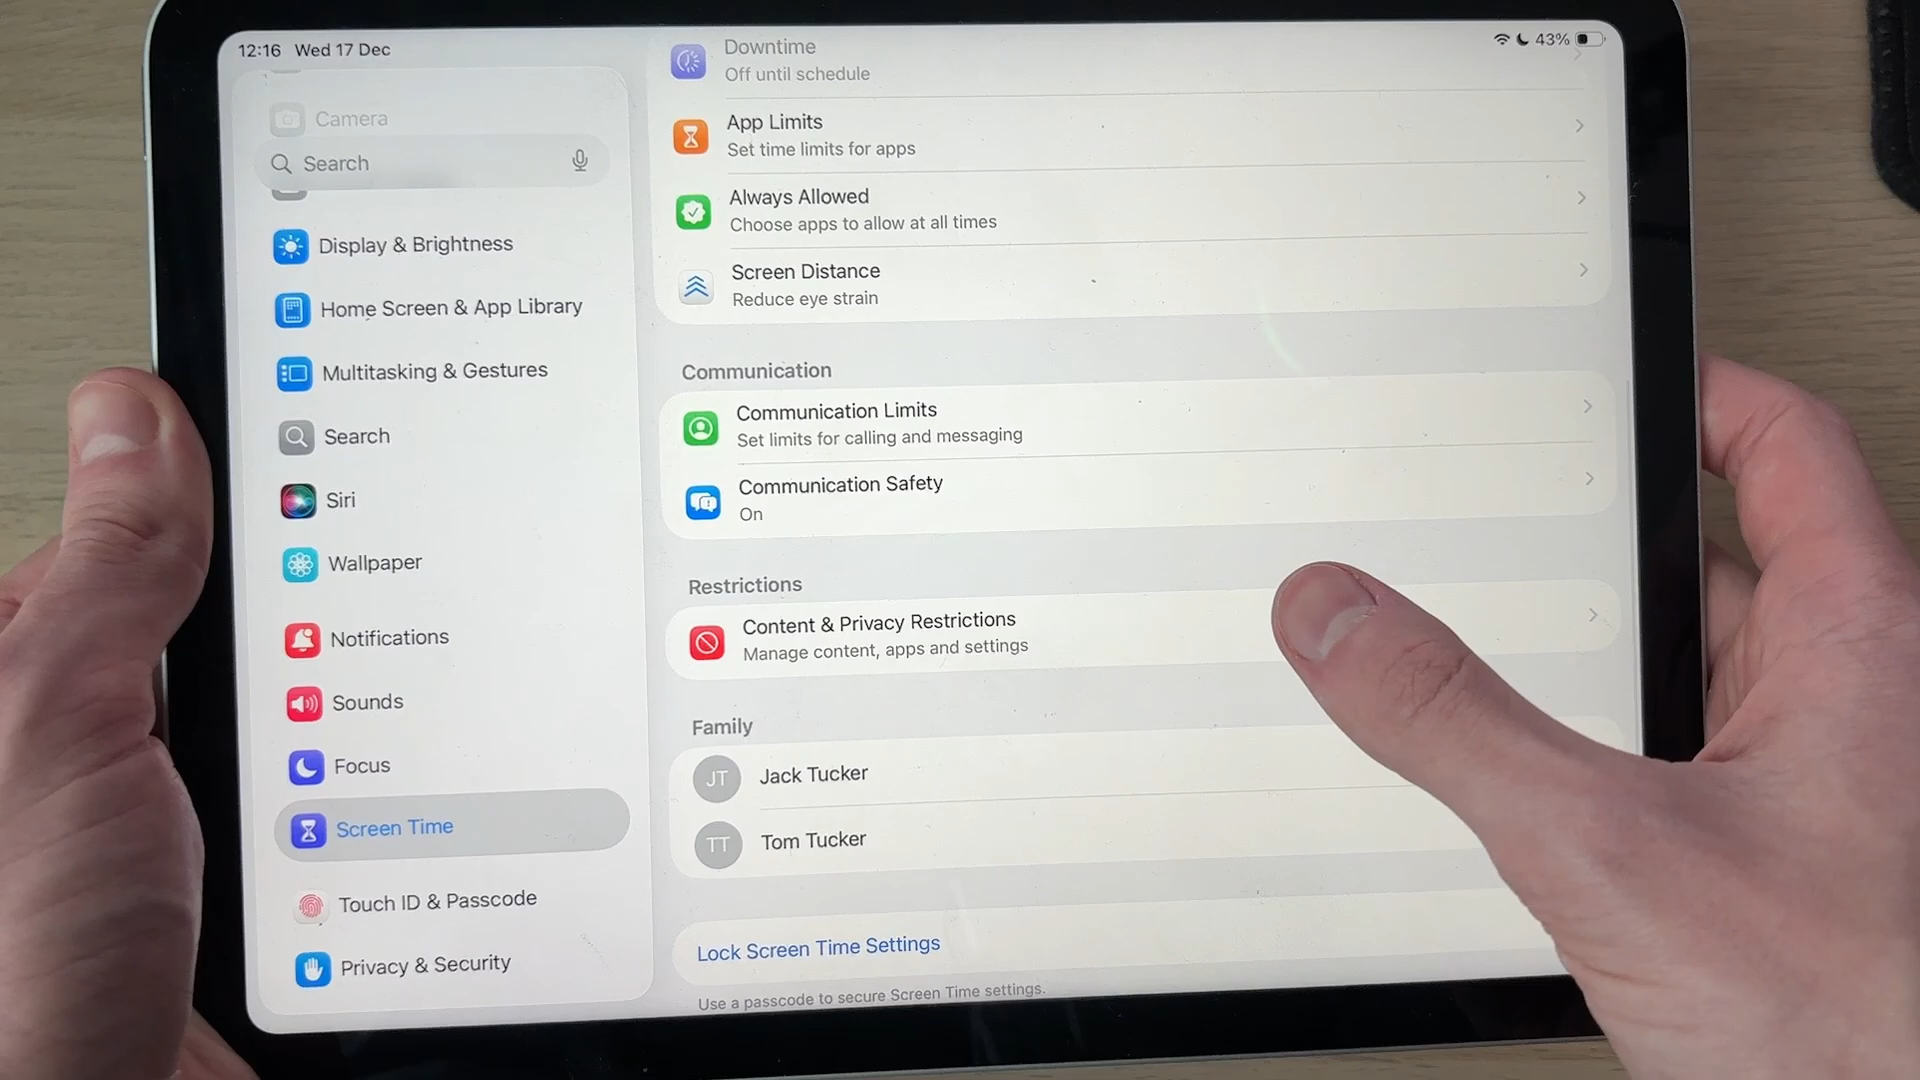 12:16 Wed 17 Dec
43%
Camera
Search
Display & Brightness
Home Screen & App Library
Multitasking & Gestures
Search
Siri
Wallpaper
Notifications
Sounds
Focus
Screen Time
Touch ID & Passcode
Privacy & Security
Downtime
Off until schedule
App Limits
Set time limits for apps
Always Allowed
Choose apps to allow at all times
Screen Distance
Reduce eye strain
Communication
Communication Limits
Set limits for calling and messaging
Communication Safety
On
Restrictions
Content & Privacy Restrictions
Manage content, apps and settings
Family
JT Jack Tucker
TT Tom Tucker
Lock Screen Time Settings
Use a passcode to secure Screen Time settings.